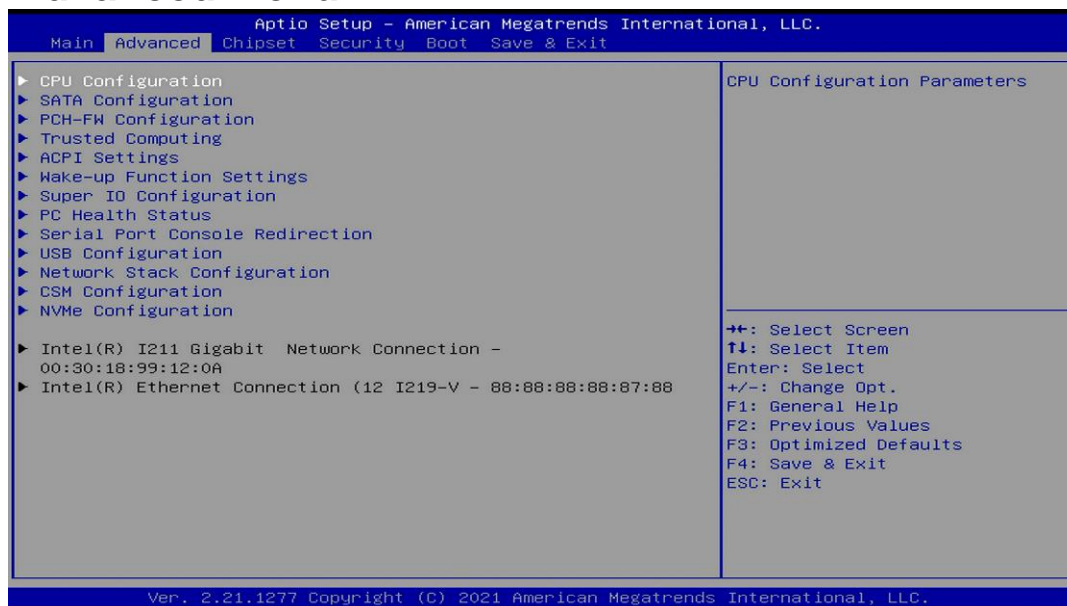 Aptio Setup – American Megatrends International, LLC.
Main Advanced Chipset Security Boot Save & Exit
▶ CPU Configuration
▶ SATA Configuration
▶ PCH-FW Configuration
▶ Trusted Computing
▶ ACPI Settings
▶ Wake-up Function Settings
▶ Super IO Configuration
▶ PC Health Status
▶ Serial Port Console Redirection
▶ USB Configuration
▶ Network Stack Configuration
▶ CSM Configuration
▶ NVMe Configuration
▶ Intel(R) I211 Gigabit Network Connection –
00:30:18:99:12:0A
▶ Intel(R) Ethernet Connection (12 I219-V – 88:88:88:88:87:88
CPU Configuration Parameters
→←: Select Screen
↑↓: Select Item
Enter: Select
+/-: Change Opt.
F1: General Help
F2: Previous Values
F3: Optimized Defaults
F4: Save & Exit
ESC: Exit
Ver. 2.21.1277 Copyright (C) 2021 American Megatrends International, LLC.